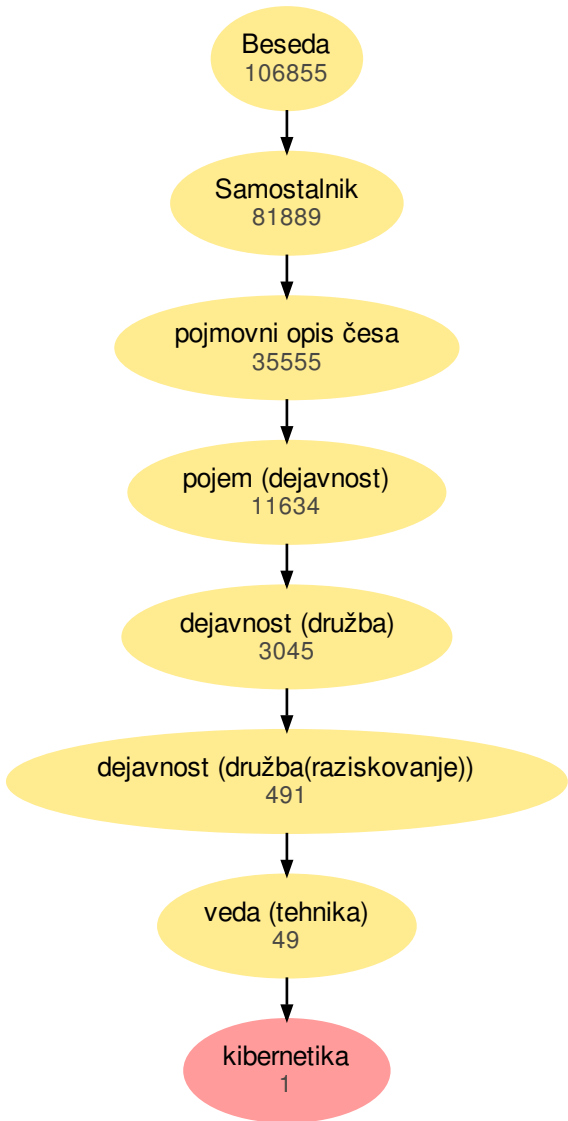 Beseda
106855
Samostalnik
81889
pojmovni opis česa
35555
pojem (dejavnost)
11634
dejavnost (družba)
3045
dejavnost (družba(raziskovanje))
491
veda (tehnika)
49
kibernetika
1